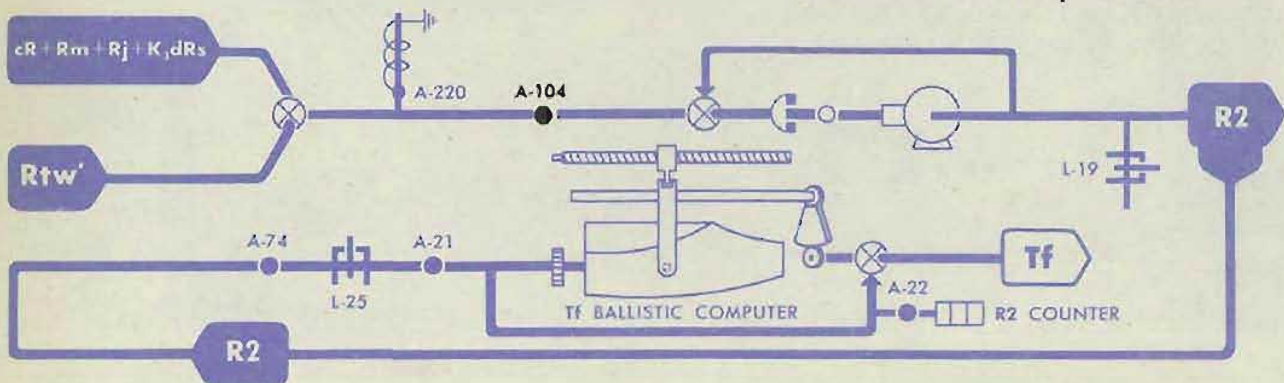 cR + Rm + Rj + K₁dRs
A-220
A-104
R2
Rtw'
L-19
A-74
A-21
Tf
L-25
A-22
Tf BALLISTIC COMPUTER
R2 COUNTER
R2